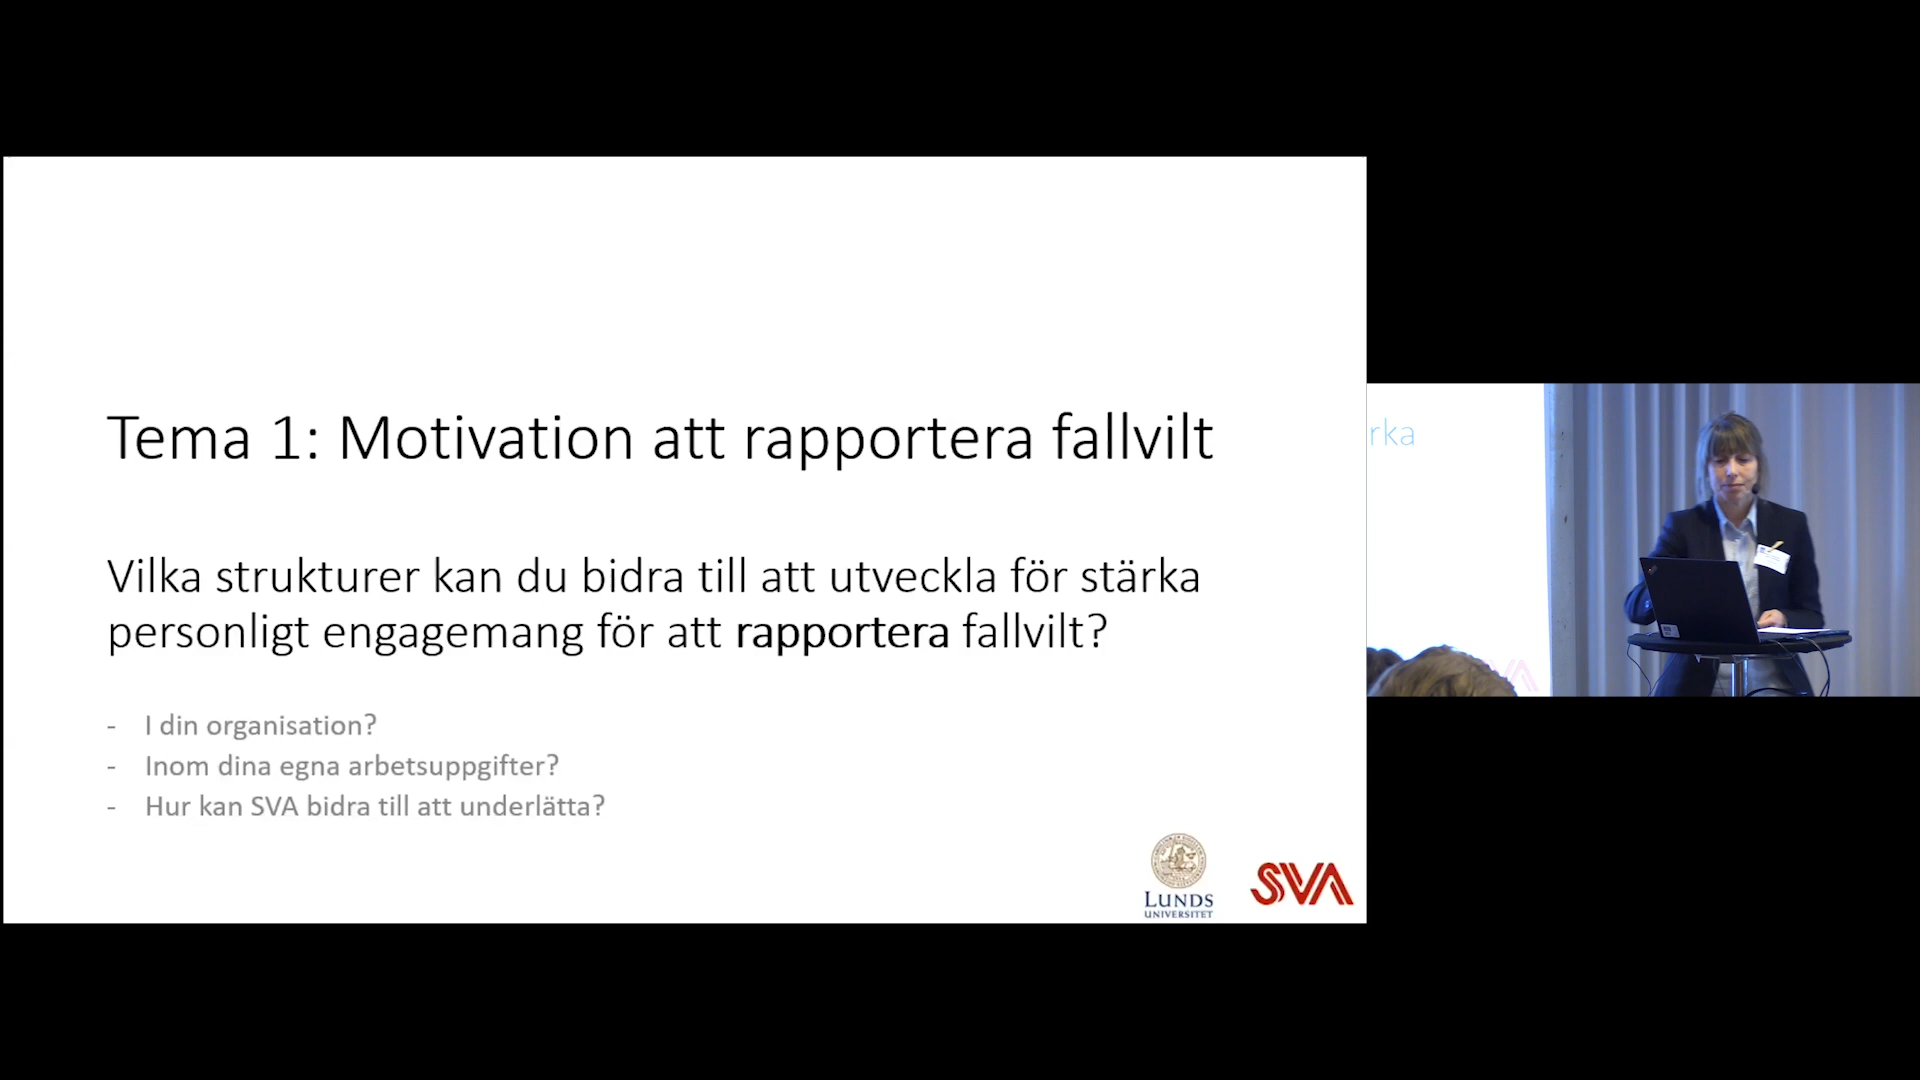 Tema 1: Motivation att rapportera fallvilt
Vilka strukturer kan du bidra till att utveckla för stärka
personligt engagemang för att rapportera fallvilt?
- I din organisation?
- Inom dina egna arbetsuppgifter?
- Hur kan SVA bidra till att underlätta?
LUNDS
UNIVERSITET
SVA
rka